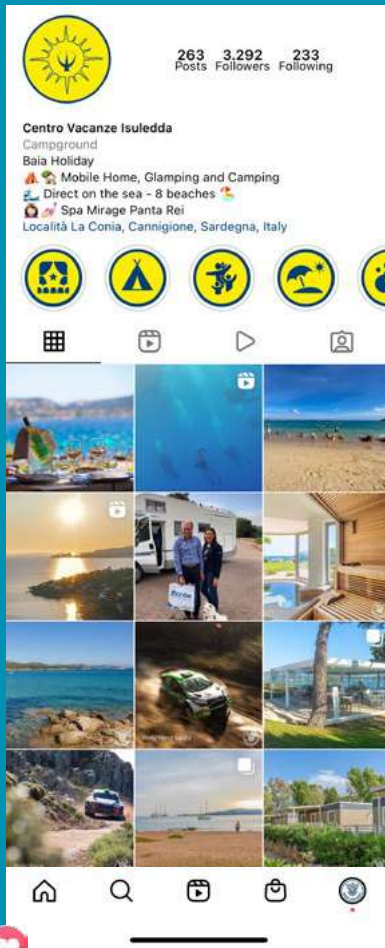 263 3.292 233
Posts Followers Following
Centro Vacanze Isuledda
Campground
Baia Holiday
Mobile Home, Glamping and Camping
Direct on the sea - 8 beaches
Spa Mirage Panta Rei
Località La Conia, Cannigione, Sardegna, Italy